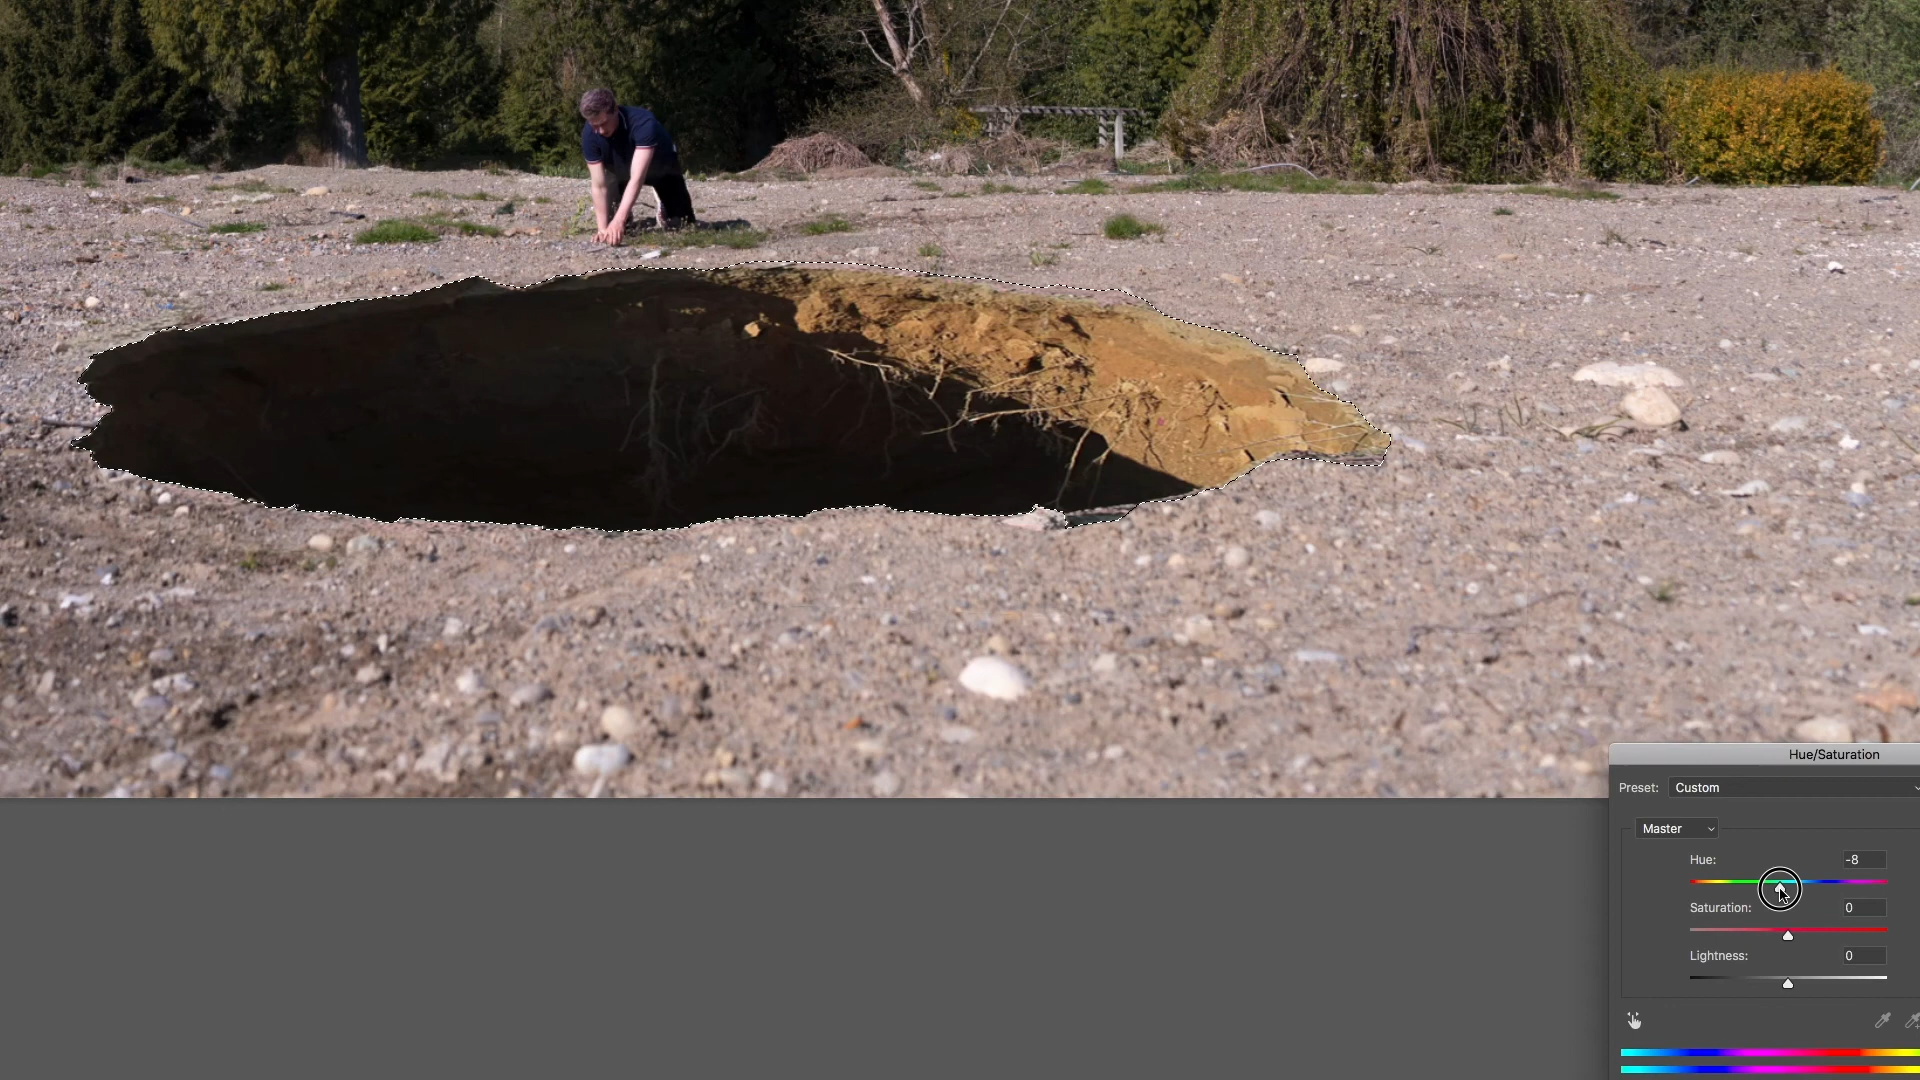 Hue/Saturation
Preset: Custom
Master
Hue: -8
Saturation: 0
Lightness: 0